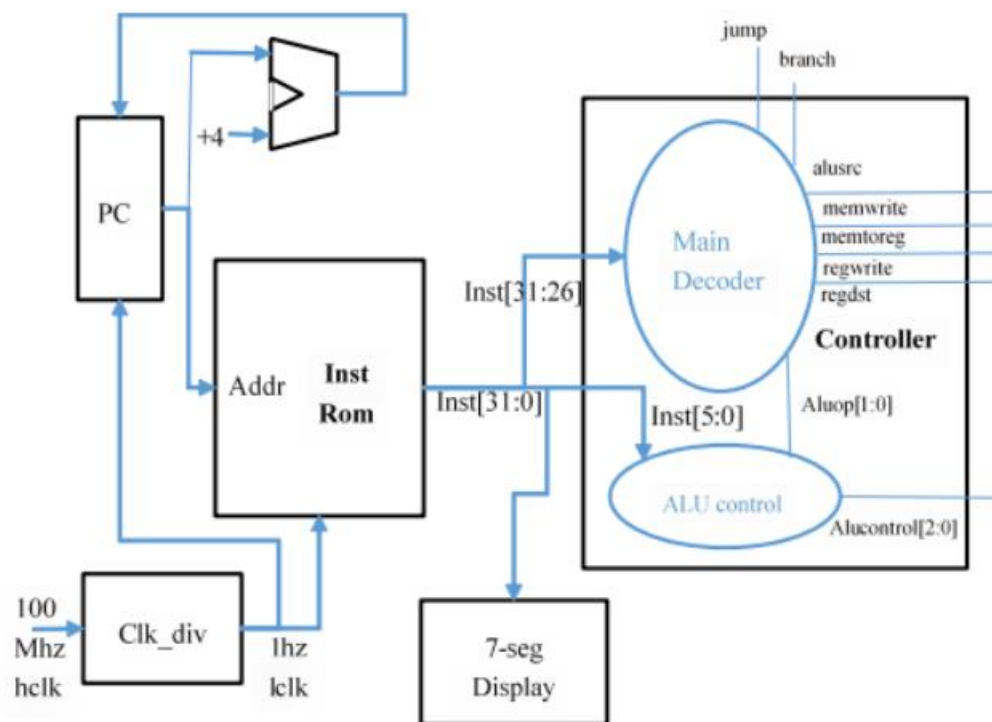 jump
branch
+4
PC
alusrc
memwrite
memtoreg
regwrite
regdst
Main
Decoder
Controller
Inst[31:26]
Addr
Inst
Rom
Inst[31:0]
Inst[5:0]
Aluop[1:0]
ALU control
Alucontrol[2:0]
100
Mhz
hclk
Clk_div
1hz
lclk
7-seg
Display